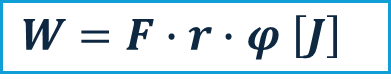 W = F · r · φ [J]